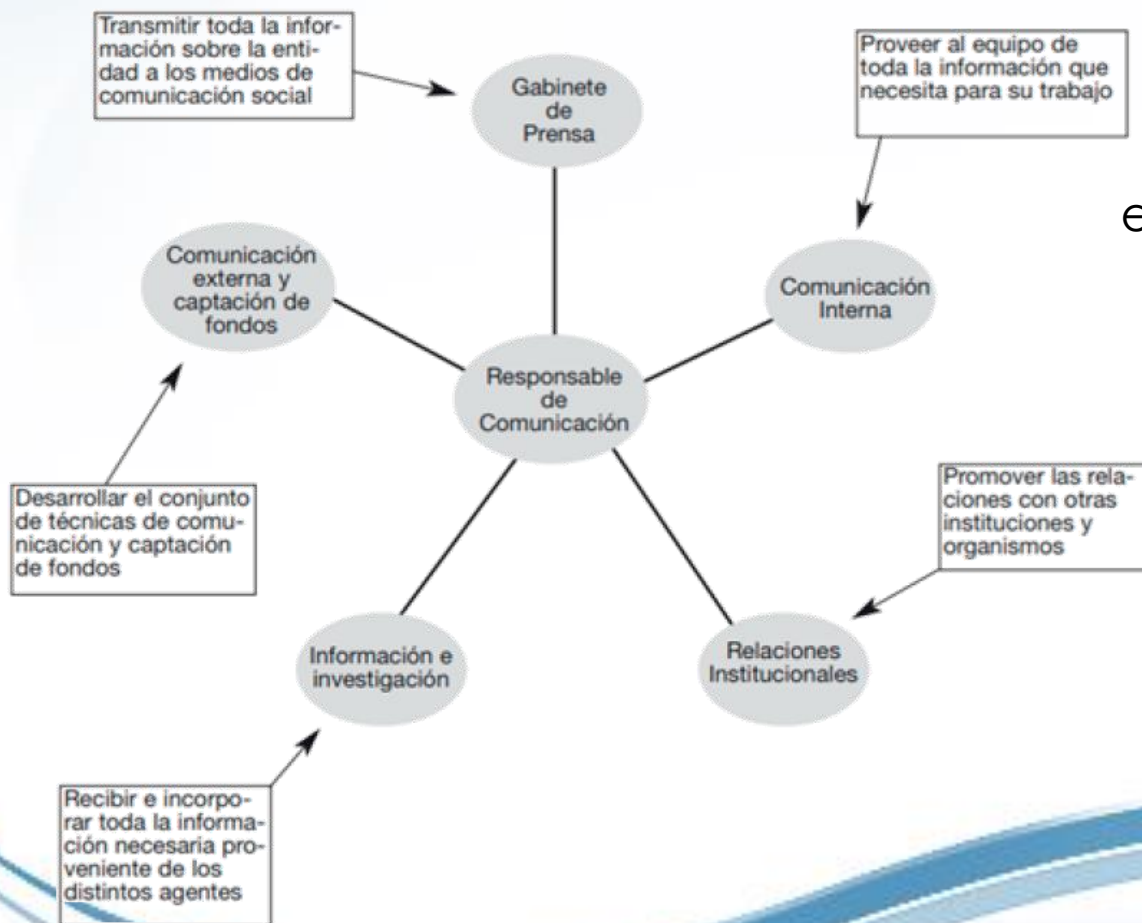 Transmitir toda la infor-
mación sobre la enti-
dad a los medios de
comunicación social
Gabinete
de
Prensa
Proveer al equipo de
toda la información que
necesita para su trabajo
e
Comunicación
externa y
captación de
fondos
Comunicación
Interna
Responsable
de
Comunicación
Desarrollar el conjunto
de técnicas de comu-
nicación y captación
de fondos
Promover las rela-
ciones con otras
instituciones y
organismos
Información e
investigación
Relaciones
Institucionales
Recibir e incorpo-
rar toda la informa-
ción necesaria pro-
veniente de los
distintos agentes